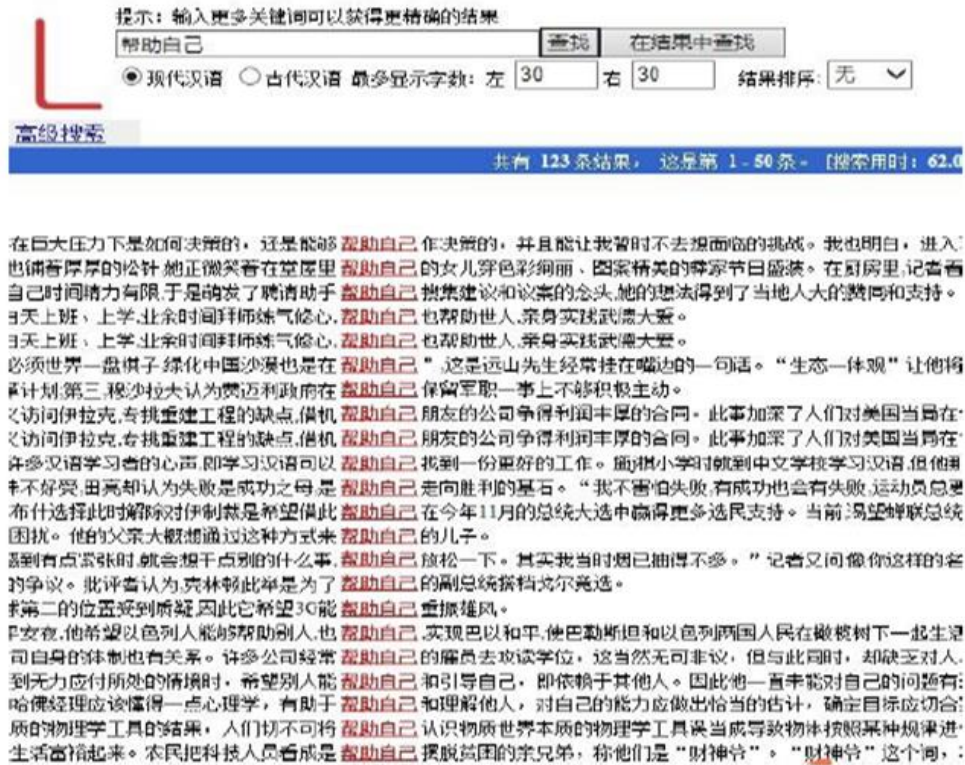 提示: 输入更多关键词可以获得更精确的结果
帮助自己 查找 在结果中查找
现代汉语 古代汉语 最多显示字数: 左 30 右 30 结果排序: 无
高级搜索
共有 123 条结果， 这是第 1 - 50 条。 [搜索用时: 62.0
在巨大压力下是如何决策的，还是能够 帮助自己 作决策的，并且能让我暂时不去想面临的挑战。我也明白，进入
也铺着厚厚的松针,她正微笑着在堂屋里 帮助自己 的女儿穿色彩绚丽、图案精美的彝家节日盛装。在厨房里,记者看
自己时间精力有限,于是萌发了聘请助手 帮助自己 搜集建议和议案的念头,她的想法得到了当地人大的赞同和支持。
白天上班、上学,业余时间拜师练气修心, 帮助自己 也帮助世人,亲身实践武德大爱。
白天上班、上学,业余时间拜师练气修心, 帮助自己 也帮助世人,亲身实践武德大爱。
必须世界一盘棋子,绿化中国沙漠也是在 帮助自己 ”,这是远山先生经常挂在嘴边的一句话。“生态一体观”让他将
计划;第三,穆沙拉夫认为贾迈利政府在 帮助自己 保留军职一事上不够积极主动。
访问伊拉克,专挑重建工程的缺点,借机 帮助自己 朋友的公司争得利润丰厚的合同。此事加深了人们对美国当局在
访问伊拉克,专挑重建工程的缺点,借机 帮助自己 朋友的公司争得利润丰厚的合同。此事加深了人们对美国当局在
许多汉语学习者的心声,即学习汉语可以 帮助自己 找到一份更好的工作。施j棋小学时就到中文学校学习汉语,但他
不好受,田亮却认为失败是成功之母,是 帮助自己 走向胜利的基石。“我不害怕失败,有成功也会有失败,运动员总要
布什选择此时解除对伊制裁是希望借此 帮助自己 在今年11月的总统大选中赢得更多选民支持。当前,渴望蝉联总统
困扰。他的父亲大概想通过这种方式来 帮助自己 的儿子。
感到有点紧张时,就会想干点别的什么事, 帮助自己 放松一下。其实我当时烟已抽得不多。”记者又问像你这样的名
的争议。批评者认为,克林顿此举是为了 帮助自己 的副总统搭档戈尔竞选。
第二的位置受到质疑,因此它希望3G能 帮助自己 重振雄风。
平安夜,他希望以色列人能够帮助别人,也 帮助自己 ,实现巴以和平,使巴勒斯坦和以色列两国人民在橄榄树下一起生活
司自身的体制也有关系。许多公司经常 帮助自己 的雇员去攻读学位，这当然无可非议，但与此同时，却缺乏对人
到无力应付所处的情境时，希望别人能 帮助自己 和引导自己，即依赖于其他人。因此他一直未能对自己的问题有
哈佛经理应该懂得一点心理学，有助于 帮助自己 和理解他人，对自己的能力应做出恰当的估计，确定目标应切合
质的物理学工具的结果，人们切不可将 帮助自己 认识物质世界本质的物理学工具误当成导致物体按照某种规律进
生活富裕起来。农民把科技人员看成是 帮助自己 摆脱贫困的亲兄弟，称他们是“财神爷”。“财神爷”这个词，